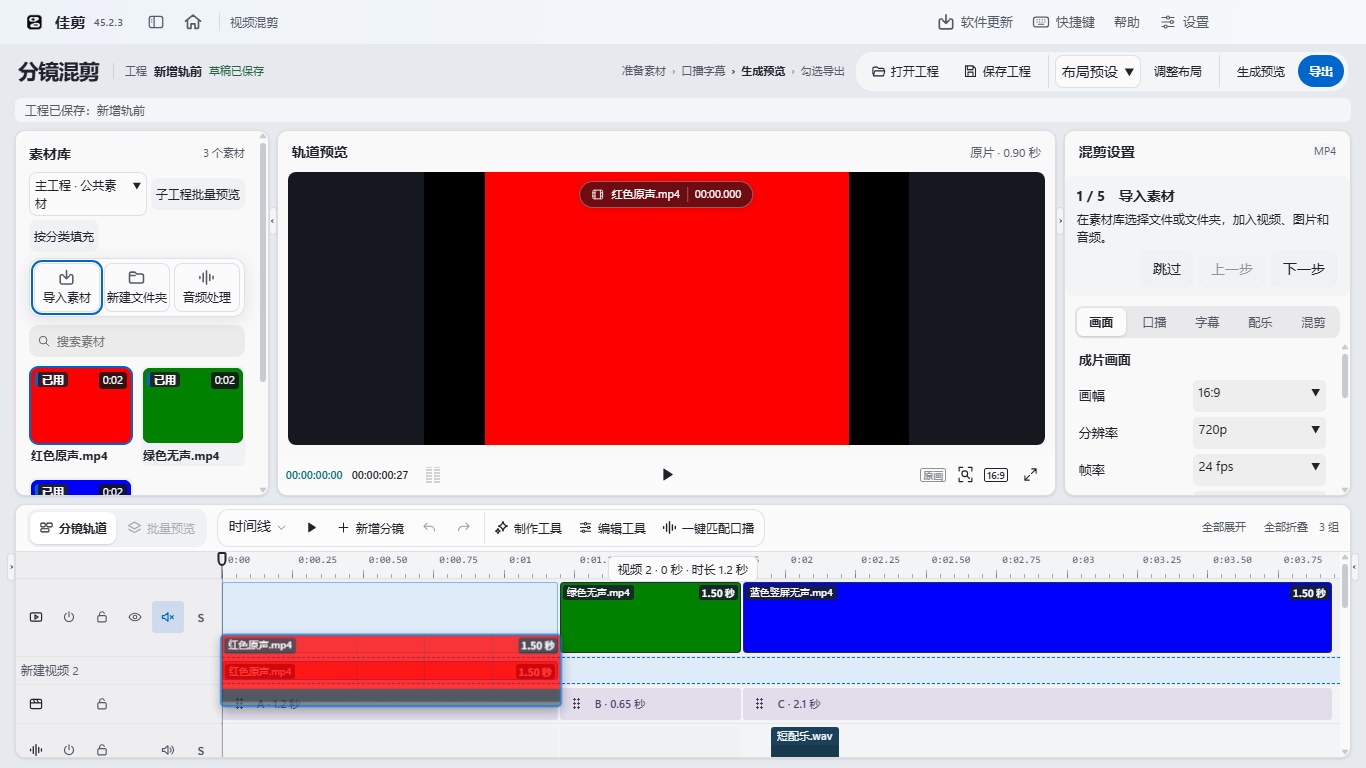 佳剪 45.2.3 视频混剪 软件更新 快捷键 帮助 设置
分镜混剪 工程 新增轨前 草稿已保存 准备素材 › 口播字幕 › 生成预览 › 勾选导出 打开工程 保存工程 布局预设 ▼ 调整布局 生成预览 导出
工程已保存：新增轨前
素材库 3 个素材
主工程 · 公共素材 ▼ 子工程批量预览
按分类填充
导入素材 新建文件夹 音频处理
搜索素材
已用 0:02 已用 0:02
红色原声.mp4 绿色无声.mp4
已用 0:02
轨道预览 原片 · 0.90 秒
红色原声.mp4 00:00.000
00:00:00:00 00:00:00:27 原画 16:9
混剪设置 MP4
1 / 5 导入素材
在素材库选择文件或文件夹，加入视频、图片和
音频。
跳过 上一步 下一步
画面 口播 字幕 配乐 混剪
成片画面
画幅 16:9 ▼
分辨率 720p ▼
帧率 24 fps ▼
分镜轨道 批量预览 时间线 新增分镜 制作工具 编辑工具 一键匹配口播 全部展开 全部折叠 3 组
0:00 0:00.25 0:00.50 0:00.75 0:01 0:01. 0:02 0:02.25 0:02.50 0:02.75 0:03 0:03.25 0:03.50 0:03.75
视频 2 · 0 秒 · 时长 1.2 秒
绿色无声.mp4 1.50 秒 蓝色竖屏无声.mp4 1.50 秒
S
红色原声.mp4 1.50 秒
新建视频 2 红色原声.mp4 1.50 秒
A · 1.2 秒 B · 0.65 秒 C · 2.1 秒
短配乐.wav
S